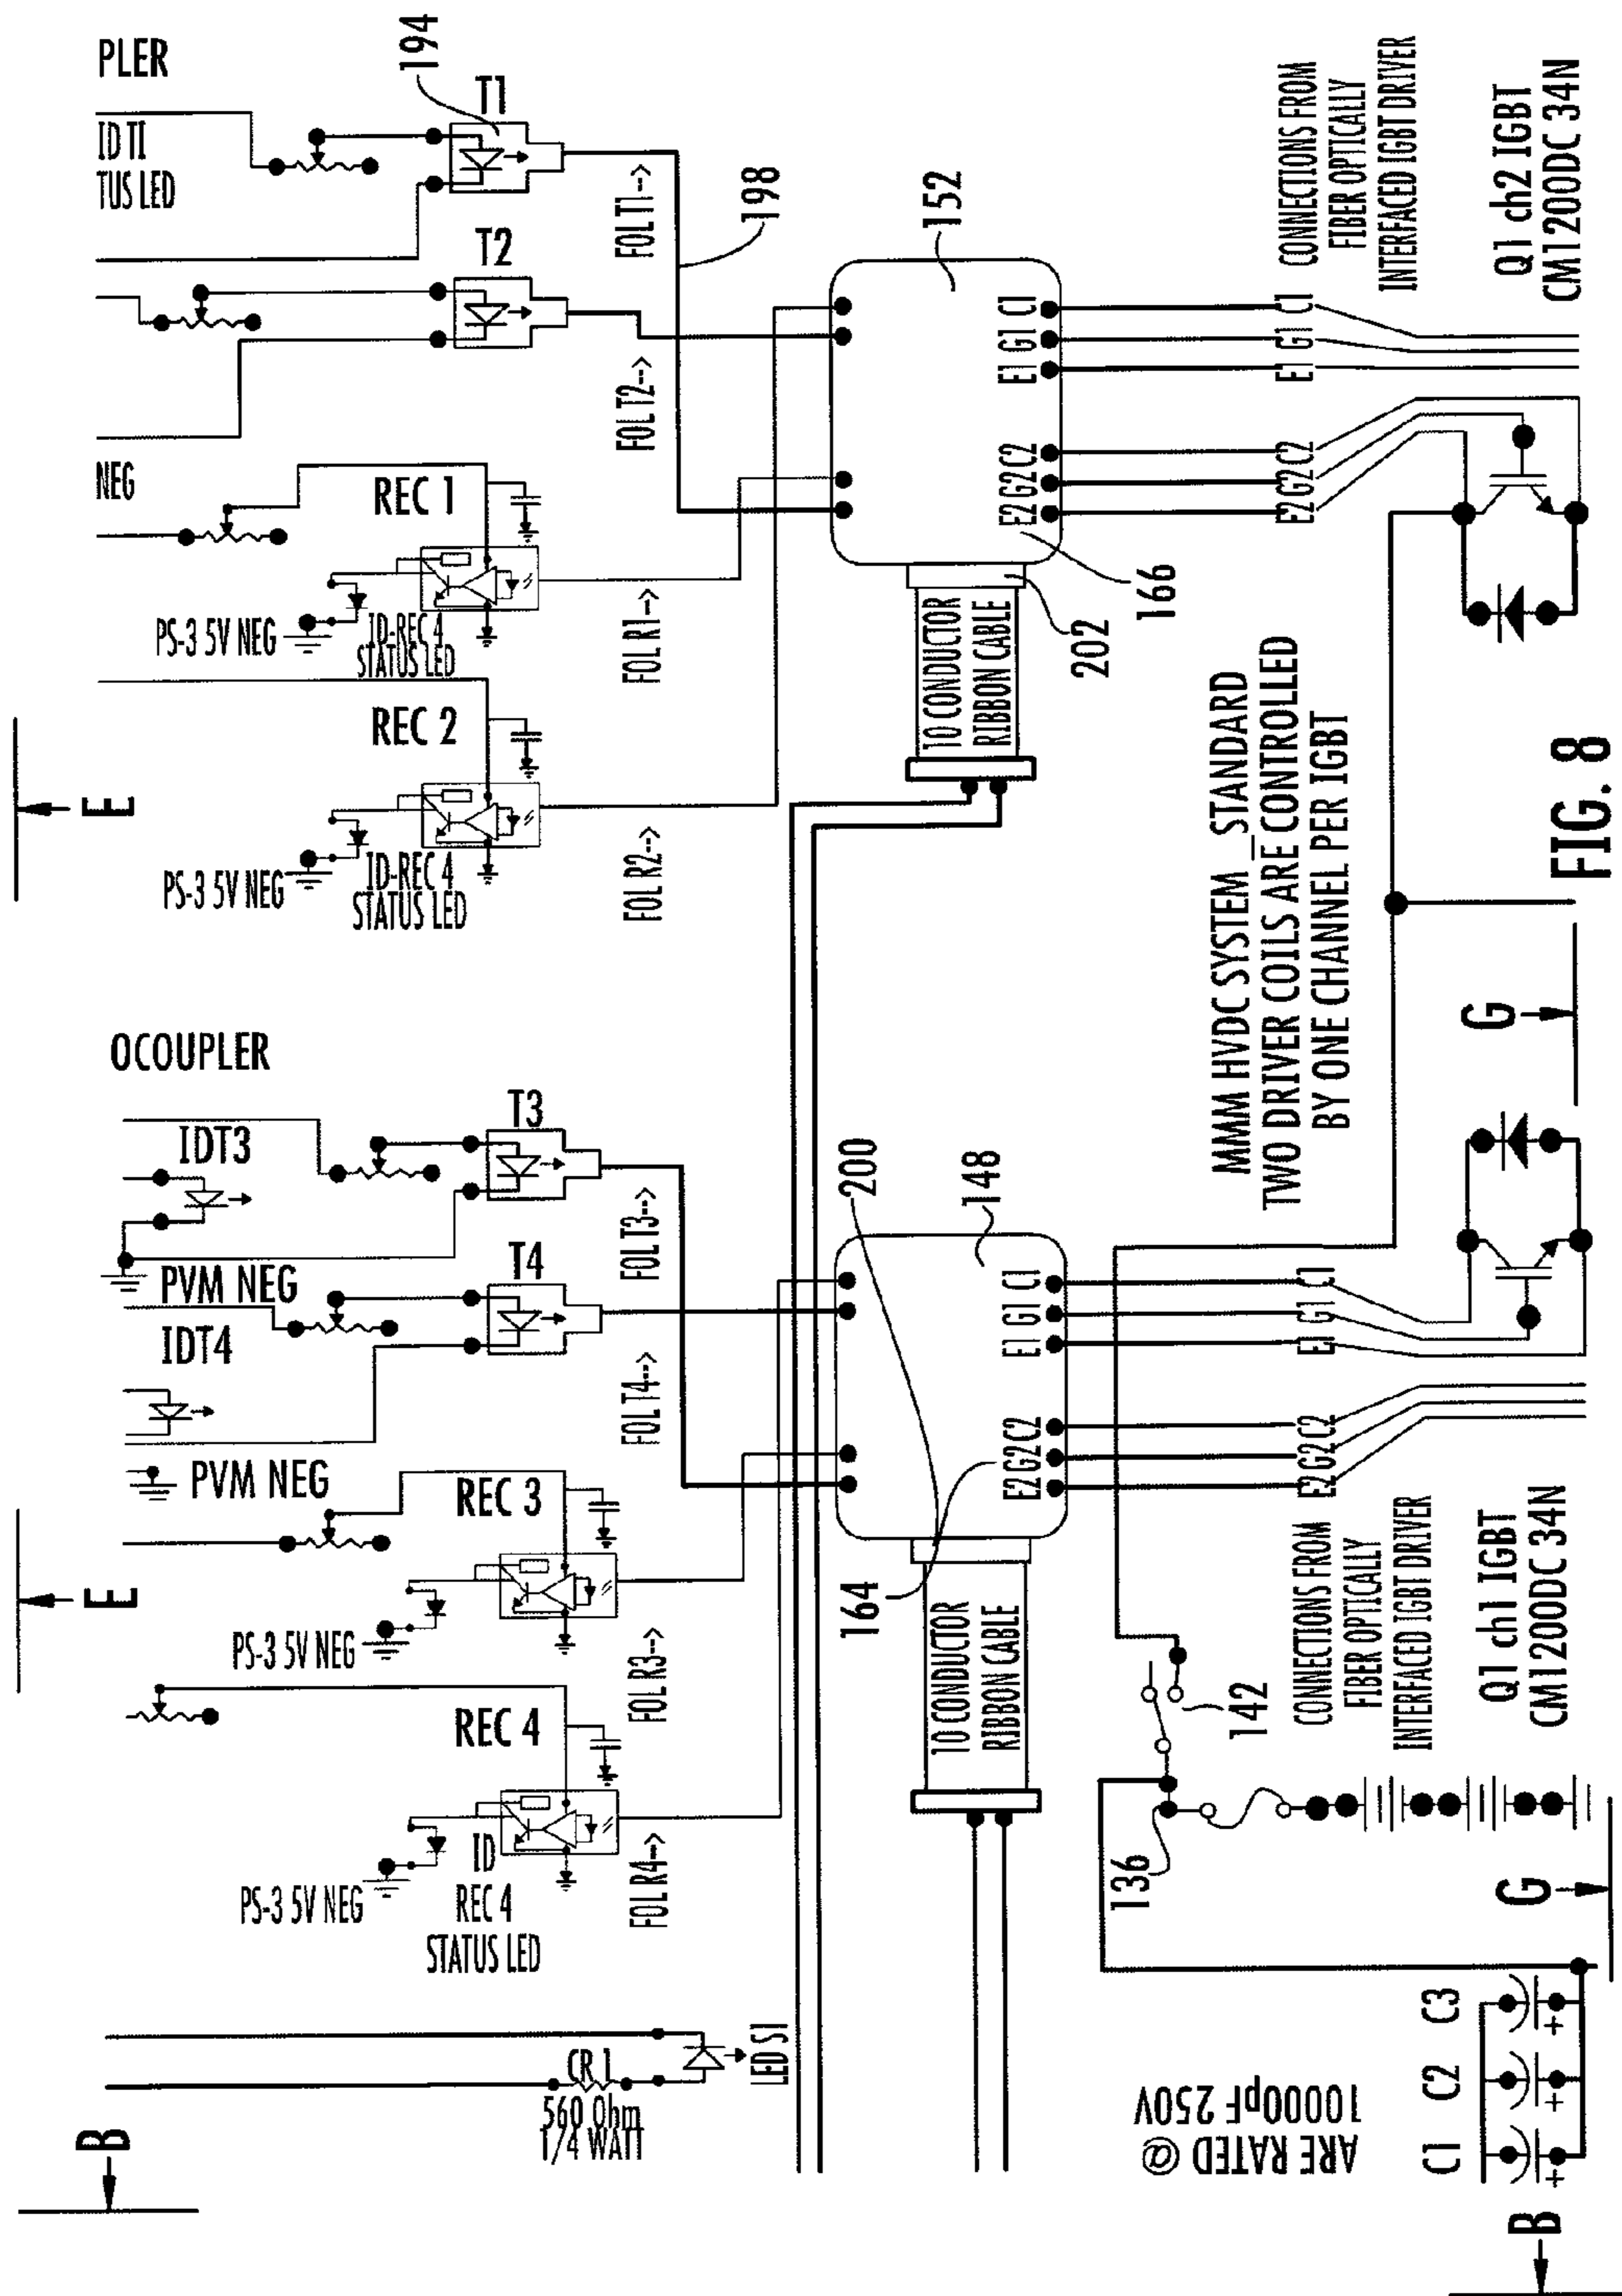 PLER
ID TI
TUS LED
194
T1
FOL T1-->
T2
FOL T2-->
198
NEG
REC 1
PS-3 5V NEG
ID-REC 4
STATUS LED
FOL R1-->
E
REC 2
PS-3 5V NEG
ID-REC 4
STATUS LED
FOL R2-->
152
E1 G1 C1
E2 G2 C2
166
202
10 CONDUCTOR
RIBBON CABLE
CONNECTIONS FROM
FIBER OPTICALLY
INTERFACED IGBT DRIVER
E1 G1 C1
E2 G2 C2
Q1 ch2 IGBT
CM1200DC 34N
MMM HVDC SYSTEM_STANDARD
TWO DRIVER COILS ARE CONTROLLED
BY ONE CHANNEL PER IGBT
FIG. 8
G
OCOUPLER
IDT3
T3
FOL T3-->
PVM NEG
IDT4
T4
FOL T4-->
PVM NEG
REC 3
PS-3 5V NEG
FOL R3-->
E
REC 4
PS-3 5V NEG
ID
REC 4
STATUS LED
FOL R4-->
200
148
E1 G1 C1
E2 G2 C2
164
10 CONDUCTOR
RIBBON CABLE
E1 G1 C1
E2 G2 C2
CONNECTIONS FROM
FIBER OPTICALLY
INTERFACED IGBT DRIVER
Q1 ch1 IGBT
CM1200DC 34N
142
136
G
CR 1
560 Ohm
1/4 WATT
LED S1
B
ARE RATED @
10000pF 250V
C1 C2 C3
+ + +
B